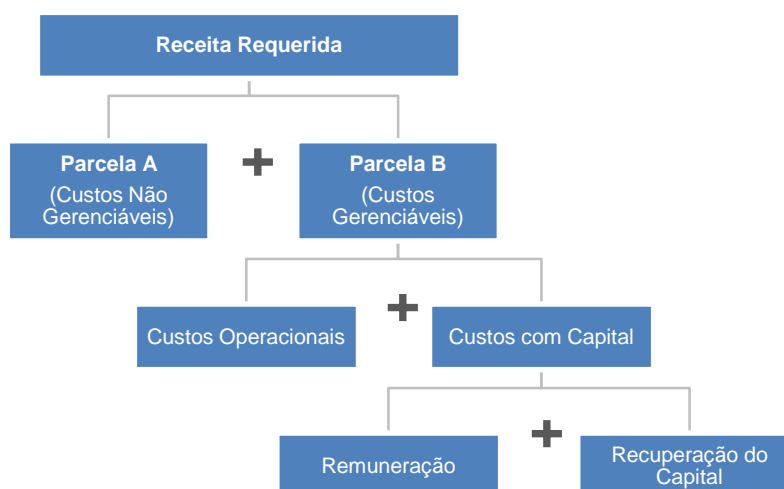 Receita Requerida
Parcela A
(Custos Não
Gerenciáveis)
+
Parcela B
(Custos
Gerenciáveis)
Custos Operacionais
+
Custos com Capital
Remuneração
+
Recuperação do
Capital